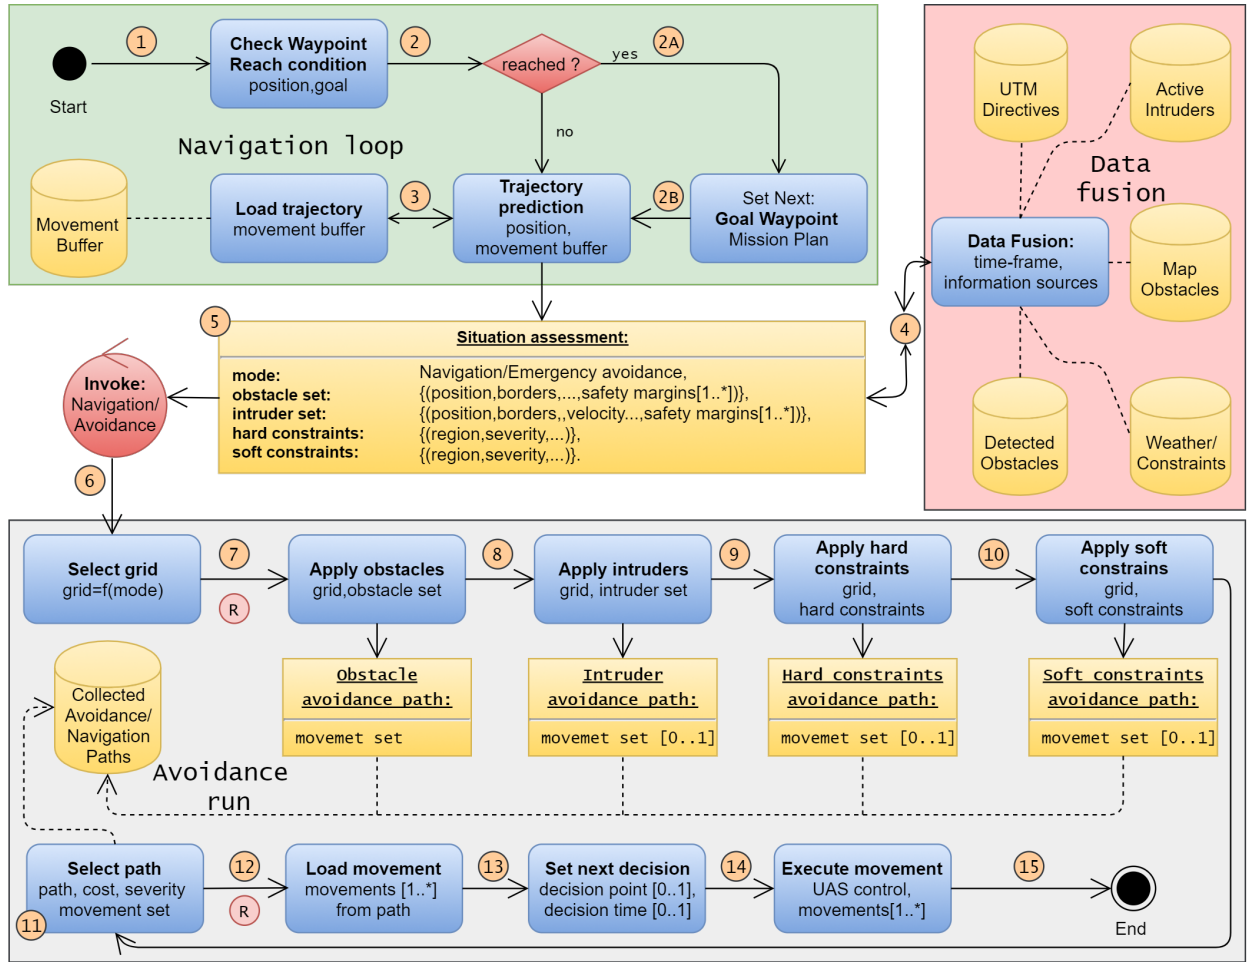 1
Check Waypoint
Reach condition
position,goal
2
reached ?
yes
2A
Start
no
Navigation loop
Movement
Buffer
Load trajectory
movement buffer
3
Trajectory
prediction
position,
movement buffer
2B
Set Next:
Goal Waypoint
Mission Plan
UTM
Directives
Active
Intruders
Data
fusion
Data Fusion:
time-frame,
information sources
Map
Obstacles
Detected
Obstacles
Weather/
Constraints
4
5
Situation assessment:
mode: Navigation/Emergency avoidance,
obstacle set: {(position,borders,...,safety margins[1..*])},
intruder set: {(position,borders,,velocity...,safety margins[1..*])},
hard constraints: {(region,severity,...)},
soft constraints: {(region,severity,...)}.
Invoke:
Navigation/
Avoidance
6
Select grid
grid=f(mode)
7
R
Apply obstacles
grid,obstacle set
8
Apply intruders
grid, intruder set
9
Apply hard
constraints
grid,
hard constraints
10
Apply soft
constrains
grid,
soft constraints
Collected
Avoidance/
Navigation
Paths
Obstacle
avoidance path:
movemet set
Intruder
avoidance path:
movemet set [0..1]
Hard constraints
avoidance path:
movemet set [0..1]
Soft constraints
avoidance path:
movemet set [0..1]
Avoidance
run
Select path
path, cost, severity
movement set
11
12
R
Load movement
movements [1..*]
from path
13
Set next decision
decision point [0..1],
decision time [0..1]
14
Execute movement
UAS control,
movements[1..*]
15
End